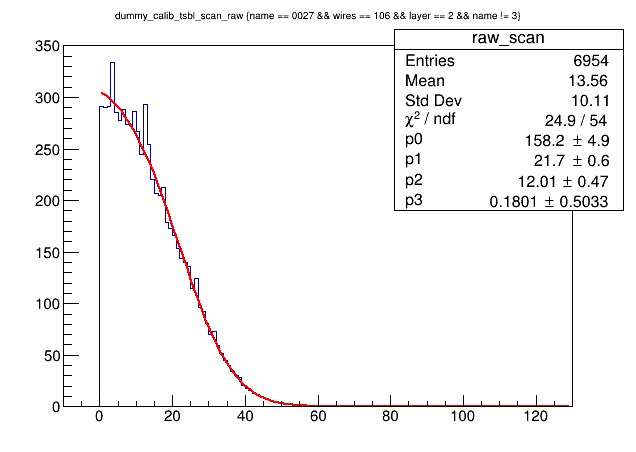 dummy_calib_tsbl_scan_raw {name == 0027 && wires == 106 && layer == 2 && name != 3}
raw_scan
Entries 6954
Mean 13.56
Std Dev 10.11
χ² / ndf 24.9 / 54
p0 158.2 ± 4.9
p1 21.7 ± 0.6
p2 12.01 ± 0.47
p3 0.1801 ± 0.5033
350
300
250
200
150
100
50
0
0 20 40 60 80 100 120